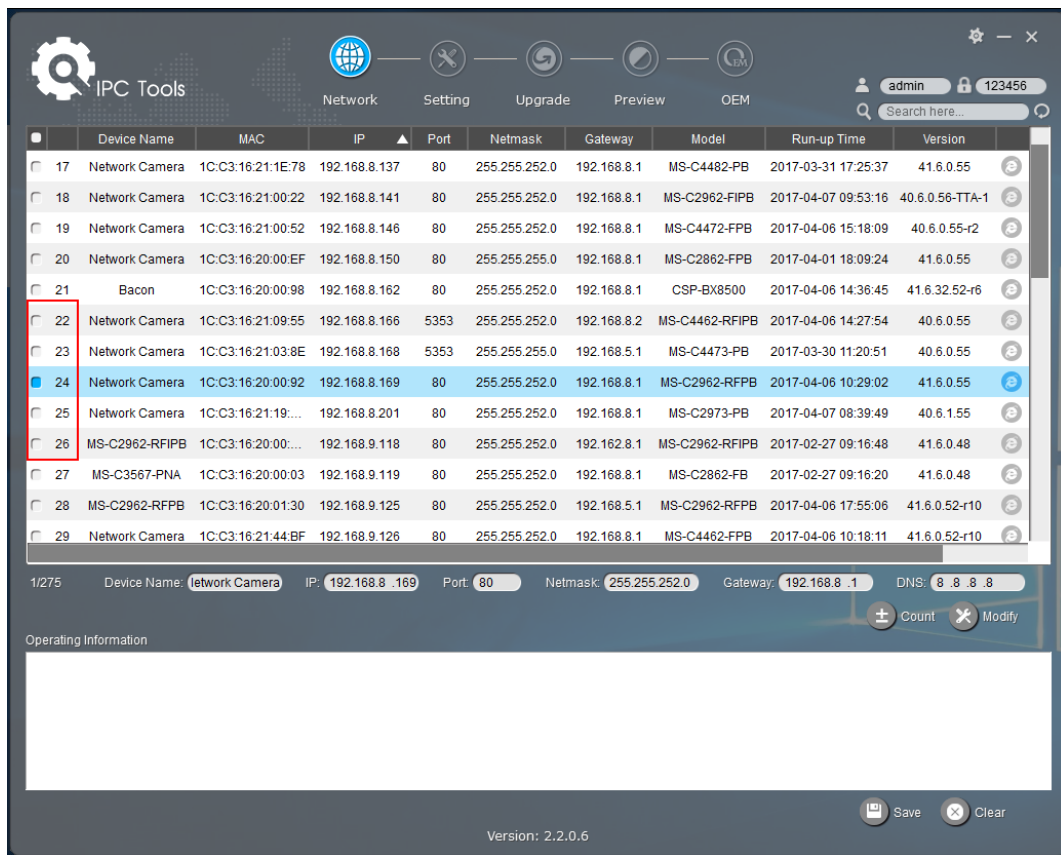 IPC Tools
Network Setting Upgrade Preview OEM
admin 123456
Search here...
Device Name MAC IP Port Netmask Gateway Model Run-up Time Version
17 Network Camera 1C:C3:16:21:1E:78 192.168.8.137 80 255.255.252.0 192.168.8.1 MS-C4482-PB 2017-03-31 17:25:37 41.6.0.55
18 Network Camera 1C:C3:16:21:00:22 192.168.8.141 80 255.255.252.0 192.168.8.1 MS-C2962-FIPB 2017-04-07 09:53:16 40.6.0.56-TTA-1
19 Network Camera 1C:C3:16:21:00:52 192.168.8.146 80 255.255.252.0 192.168.8.1 MS-C4472-FPB 2017-04-06 15:18:09 40.6.0.55-r2
20 Network Camera 1C:C3:16:20:00:EF 192.168.8.150 80 255.255.255.0 192.168.8.1 MS-C2862-FPB 2017-04-01 18:09:24 41.6.0.55
21 Bacon 1C:C3:16:20:00:98 192.168.8.162 80 255.255.252.0 192.168.8.1 CSP-BX8500 2017-04-06 14:36:45 41.6.32.52-r6
22 Network Camera 1C:C3:16:21:09:55 192.168.8.166 5353 255.255.252.0 192.168.8.2 MS-C4462-RFIPB 2017-04-06 14:27:54 40.6.0.55
23 Network Camera 1C:C3:16:21:03:8E 192.168.8.168 5353 255.255.255.0 192.168.5.1 MS-C4473-PB 2017-03-30 11:20:51 40.6.0.55
24 Network Camera 1C:C3:16:20:00:92 192.168.8.169 80 255.255.252.0 192.168.8.1 MS-C2962-RFPB 2017-04-06 10:29:02 41.6.0.55
25 Network Camera 1C:C3:16:21:19:... 192.168.8.201 80 255.255.252.0 192.168.8.1 MS-C2973-PB 2017-04-07 08:39:49 40.6.1.55
26 MS-C2962-RFIPB 1C:C3:16:20:00:... 192.168.9.118 80 255.255.252.0 192.162.8.1 MS-C2962-RFIPB 2017-02-27 09:16:48 41.6.0.48
27 MS-C3567-PNA 1C:C3:16:20:00:03 192.168.9.119 80 255.255.252.0 192.168.8.1 MS-C2862-FB 2017-02-27 09:16:20 41.6.0.48
28 MS-C2962-RFPB 1C:C3:16:20:01:30 192.168.9.125 80 255.255.252.0 192.168.5.1 MS-C2962-RFPB 2017-04-06 17:55:06 41.6.0.52-r10
29 Network Camera 1C:C3:16:21:44:BF 192.168.9.126 80 255.255.252.0 192.168.8.1 MS-C4462-FPB 2017-04-06 10:18:11 41.6.0.52-r10
1/275 Device Name: letwork Camera IP: 192.168.8 .169 Port: 80 Netmask: 255.255.252.0 Gateway: 192.168.8 .1 DNS: 8 .8 .8 .8
Count Modify
Operating Information
Save Clear
Version: 2.2.0.6